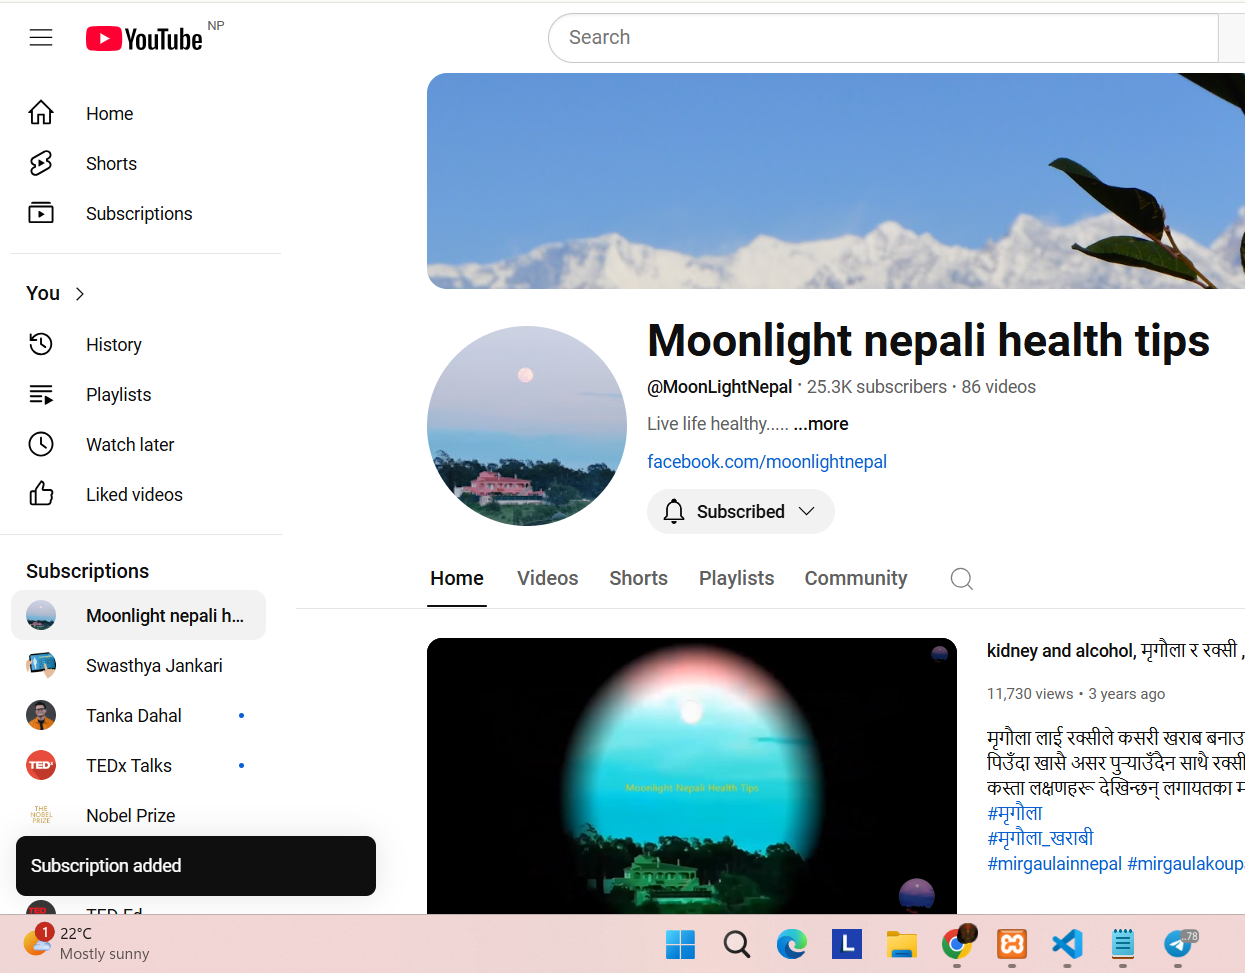 YouTube NP
Search
Home
Shorts
Subscriptions
You
History
Playlists
Watch later
Liked videos
Subscriptions
Moonlight nepali h...
Swasthya Jankari
Tanka Dahal
TEDx Talks
Nobel Prize
Subscription added
Moonlight nepali health tips
@MoonLightNepal · 25.3K subscribers · 86 videos
Live life healthy..... ...more
facebook.com/moonlightnepal
Subscribed
Home Videos Shorts Playlists Community
Moonlight Nepali Health Tips
kidney and alcohol, मृगौला र रक्सी ,
11,730 views • 3 years ago
मृगौला लाई रक्सीले कसरी खराब बनाउ
पिउँदा खासै असर पुऱ्याउँदैन साथै रक्सी
कस्ता लक्षणहरू देखिन्छन् लगायतका
#मृगौला
#मृगौला_खराबी
#mirgaulainnepal #mirgaulakoup
1
22°C
Mostly sunny
L
..78